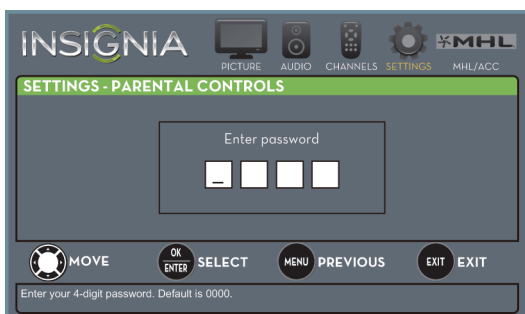 INSIGNIA
PICTURE AUDIO CHANNELS SETTINGS MHL MHL/ACC
SETTINGS - PARENTAL CONTROLS
Enter password
_
MOVE OK ENTER SELECT MENU PREVIOUS EXIT EXIT
Enter your 4-digit password. Default is 0000.